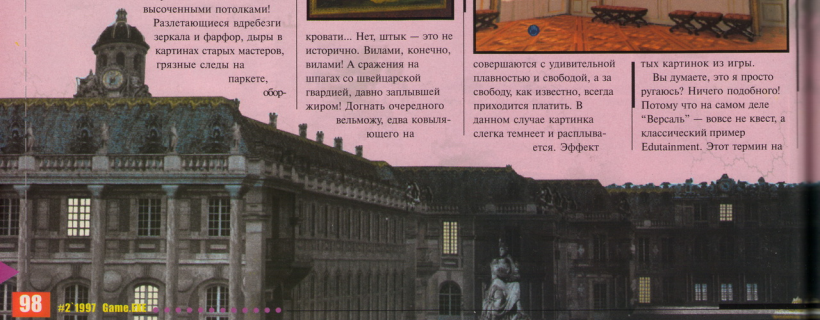 высоченными потолками!
Разлетающиеся вдребезги
зеркала и фарфор, дыры в
картинах старых мастеров,
грязные следы на
паркете,
обор-
кровати... Нет, штык — это не
исторично. Вилами, конечно,
вилами! А сражения на
шпагах со швейцарской
гвардией, давно заплывшей
жиром! Догнать очередного
вельможу, едва ковыля-
ющего на
совершаются с удивительной
плавностью и свободой, а за
свободу, как известно, всегда
приходится платить. В
данном случае картинка
слегка темнеет и расплыва-
ется. Эффект
тых картинок из игры.
Вы думаете, это я просто
ругаюсь? Ничего подобного!
Потому что на самом деле
“Версаль” — вовсе не квест, а
классический пример
Edutainment. Этот термин на
98 #2`1997 Game.EXE